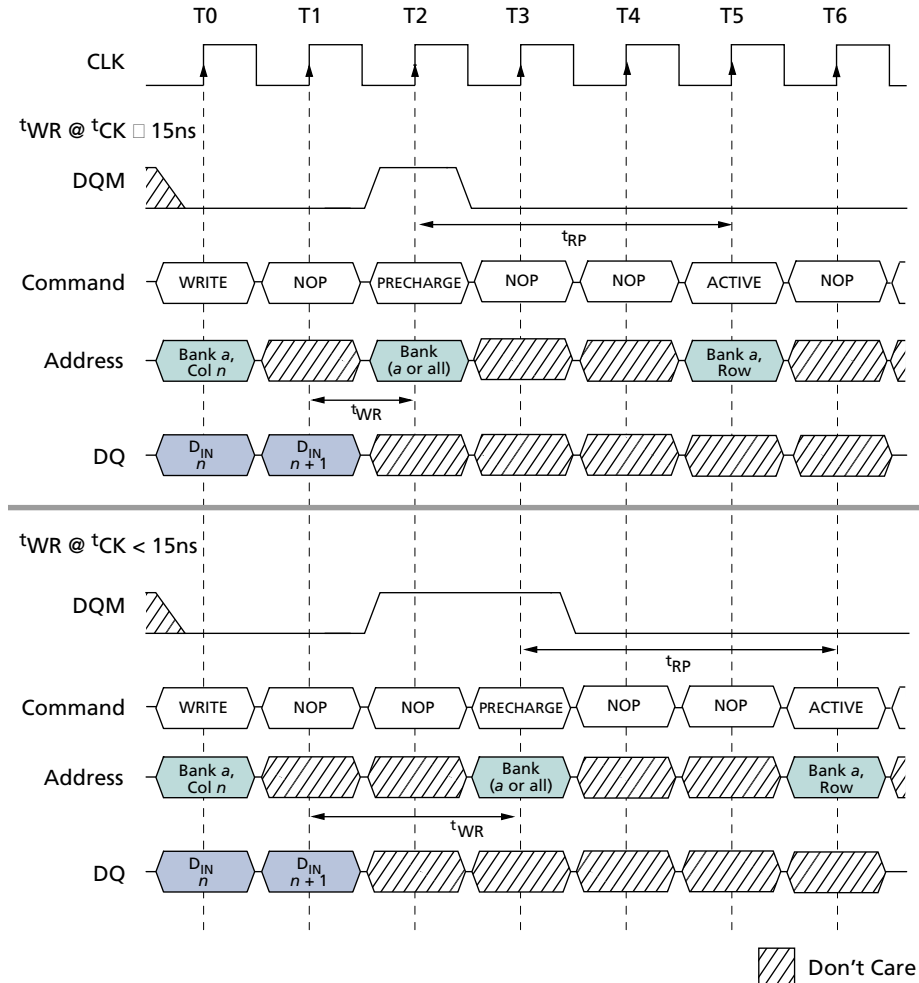 T0 T1 T2 T3 T4 T5 T6
CLK
tWR @ tCK □ 15ns
DQM
tRP
Command WRITE NOP PRECHARGE NOP NOP ACTIVE NOP
Address Bank a, Col n Bank (a or all) Bank a, Row
tWR
DQ DIN n DIN n + 1
tWR @ tCK < 15ns
DQM
tRP
Command WRITE NOP NOP PRECHARGE NOP NOP ACTIVE
Address Bank a, Col n Bank (a or all) Bank a, Row
tWR
DQ DIN n DIN n + 1
Don't Care